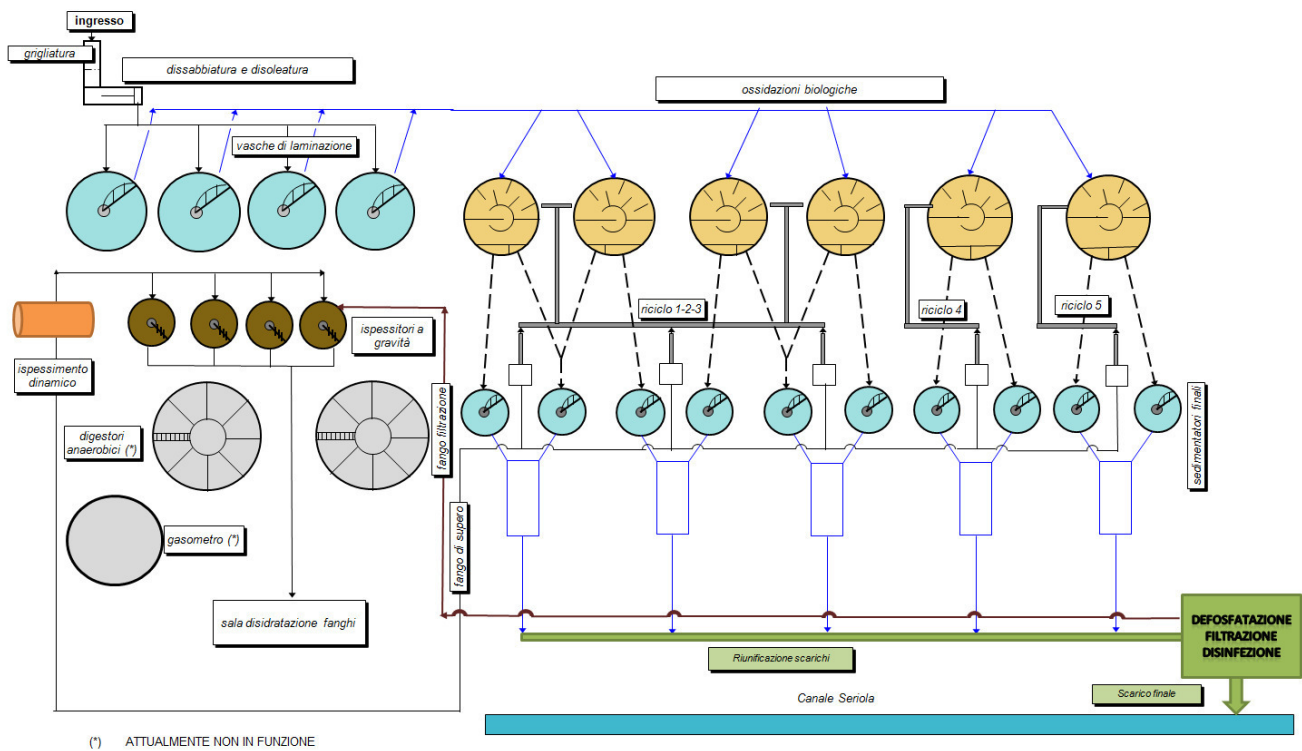 ingresso
grigliatura
dissabbiatura e disoleatura
ossidazioni biologiche
vasche di laminazione
riciclo 1-2-3
riciclo 4
riciclo 5
ispessitori a
gravità
ispessimento
dinamico
digestori
anaerobici (*)
fango filtrazione
sedimentatori finali
gasometro (*)
fango di supero
sala disidratazione fanghi
DEFOSFATAZIONE
FILTRAZIONE
DISINFEZIONE
Riunificazione scarichi
Scarico finale
Canale Seriola
(*) ATTUALMENTE NON IN FUNZIONE